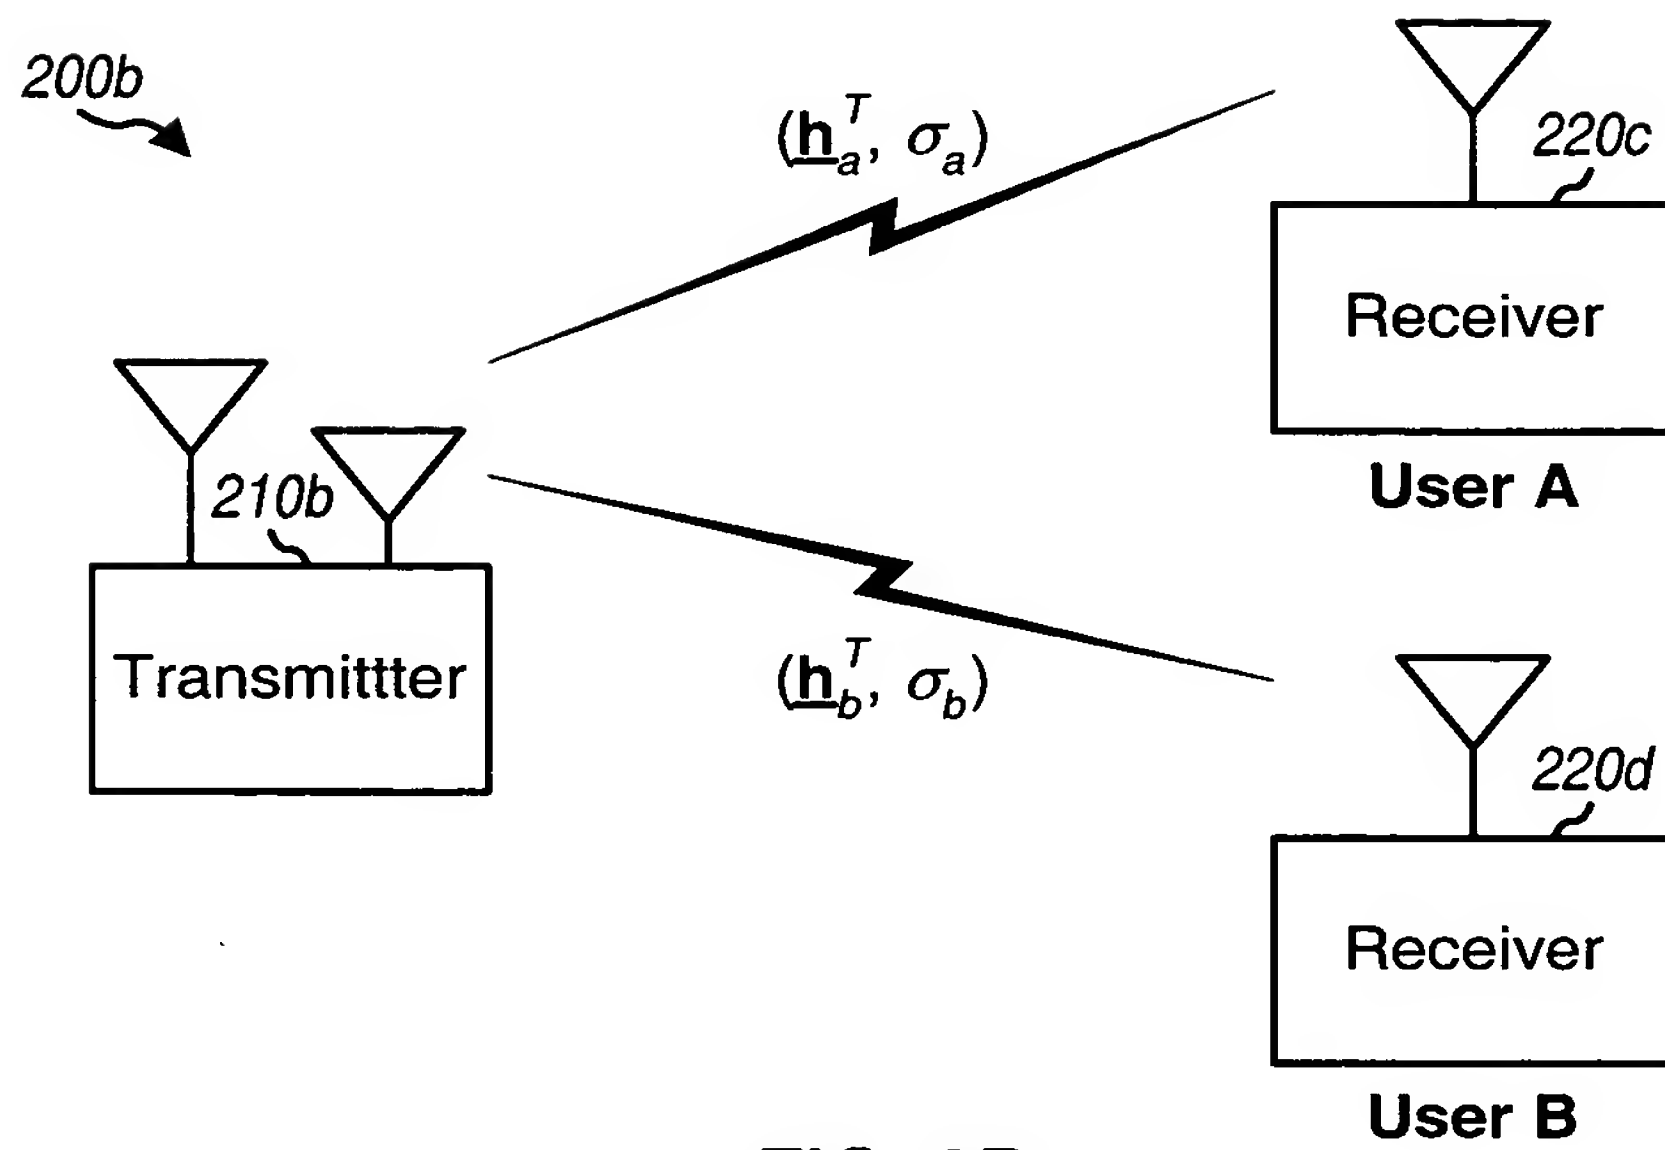 200b
(h_a^T, σ_a)
220c
Receiver
User A
210b
Transmittter
(h_b^T, σ_b)
220d
Receiver
User B